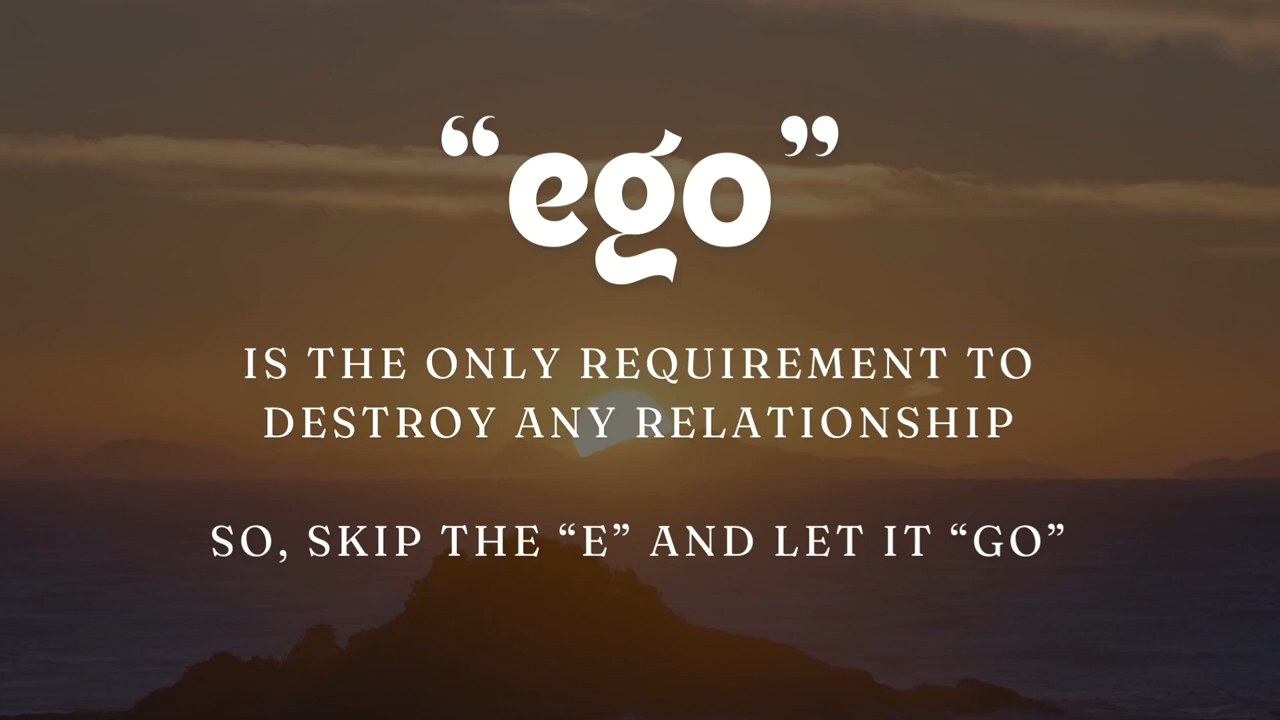 “ego”
IS THE ONLY REQUIREMENT TO
DESTROY ANY RELATIONSHIP
SO, SKIP THE “E” AND LET IT “GO”